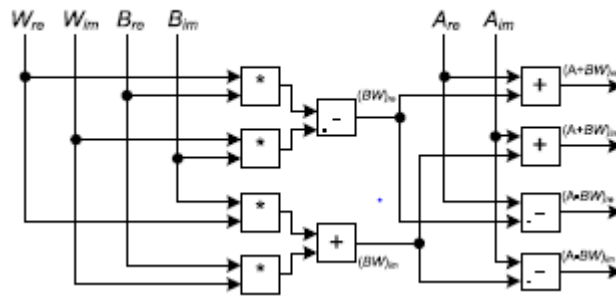 W_re W_im B_re B_im A_re A_im
* (BW)_re + (A+BW)_re
-
* + (A+BW)_im
* - (A-BW)_re
+
* (BW)_im - (A-BW)_im